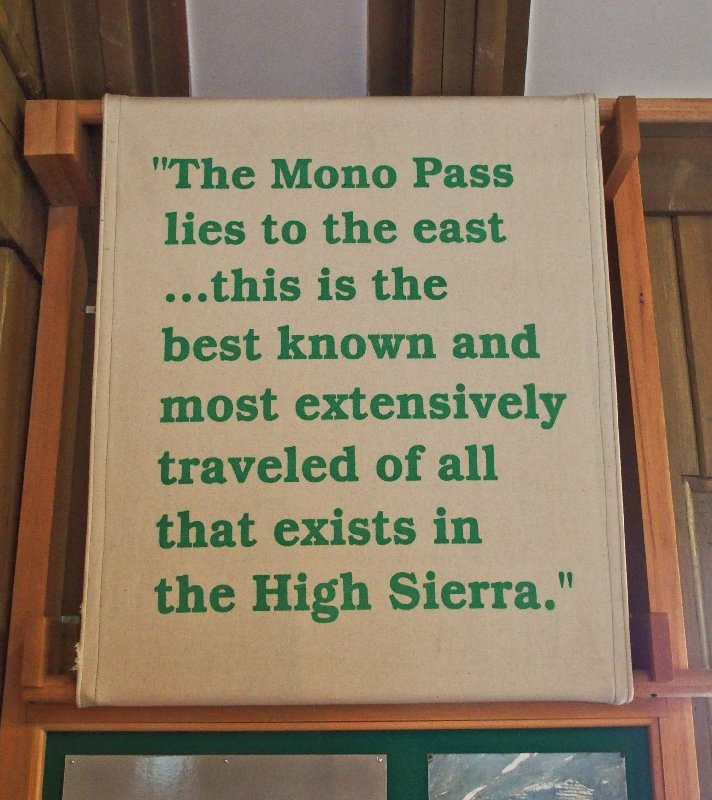 "The Mono Pass
lies to the east
...this is the
best known and
most extensively
traveled of all
that exists in
the High Sierra."